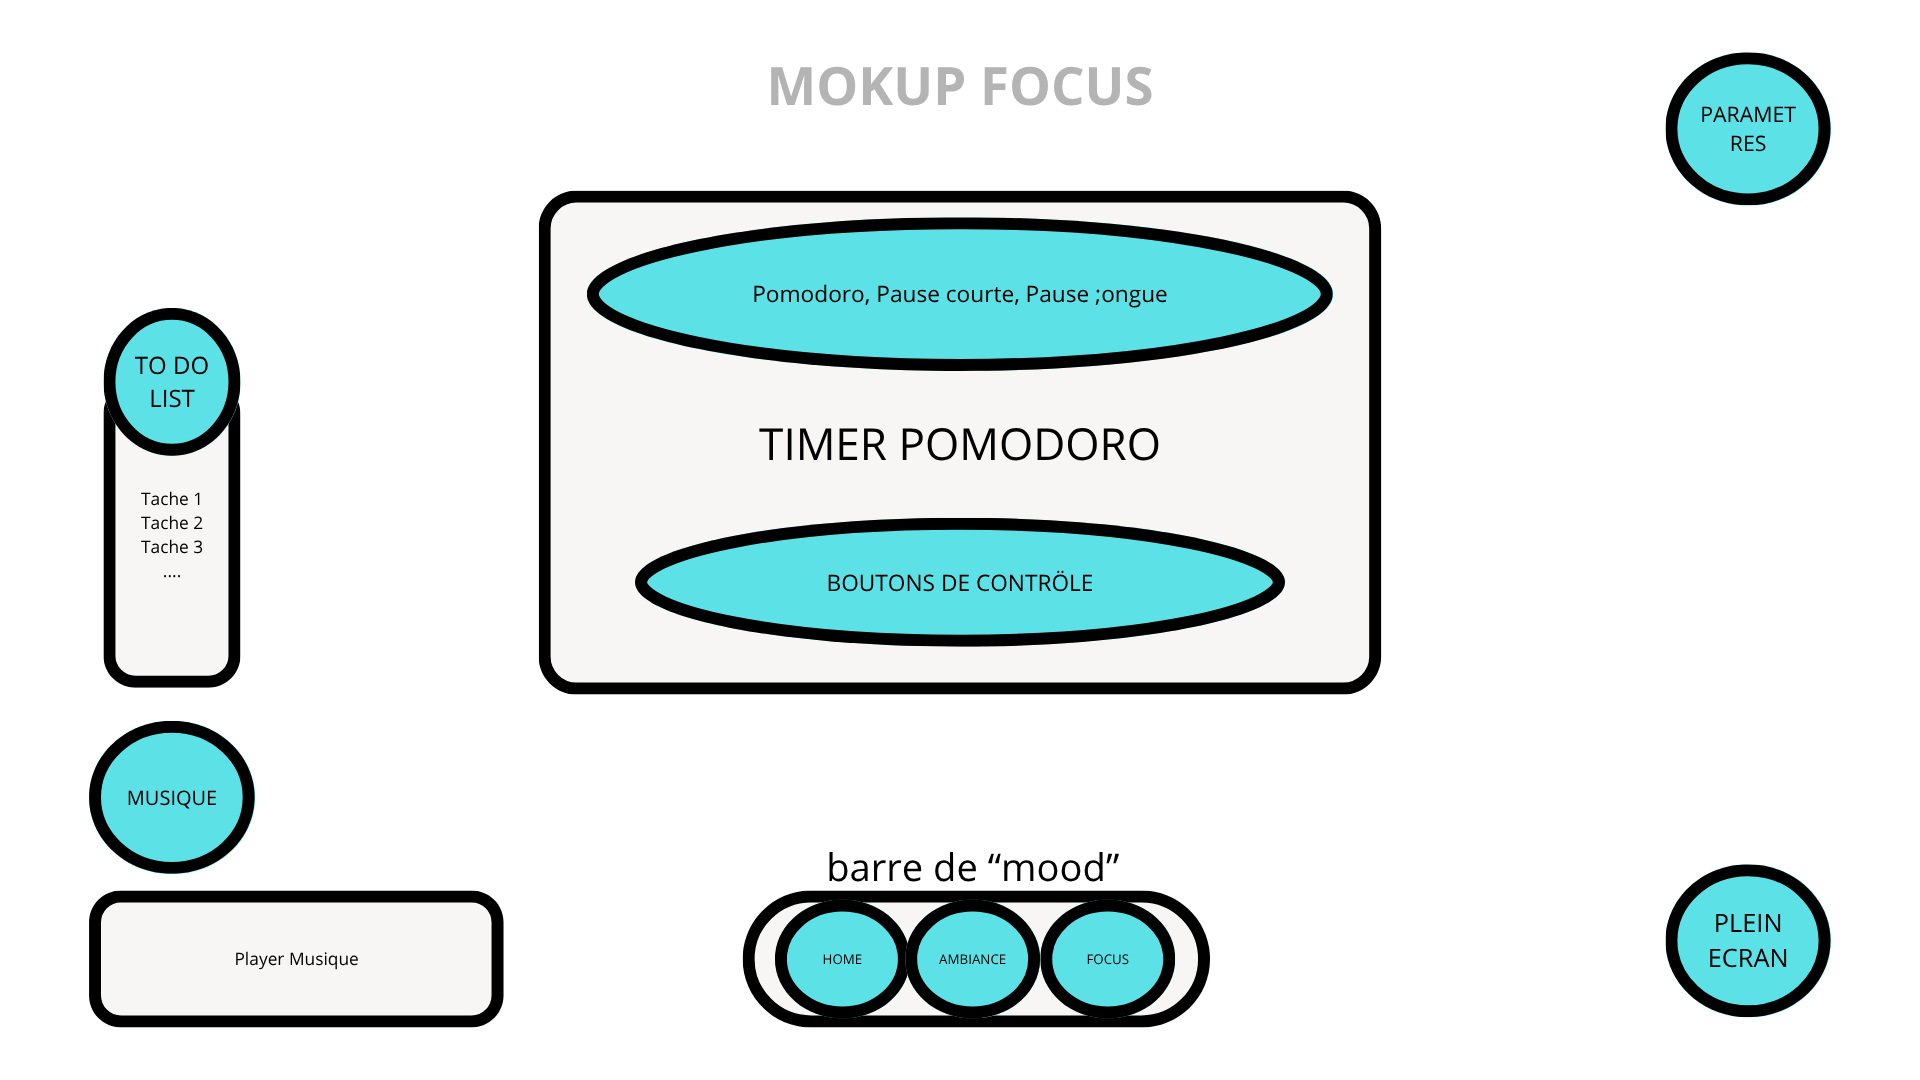 MOKUP FOCUS
PARAMET
RES
Pomodoro, Pause courte, Pause ;ongue
TIMER POMODORO
BOUTONS DE CONTRÖLE
TO DO
LIST
Tache 1
Tache 2
Tache 3
....
MUSIQUE
Player Musique
barre de “mood”
HOME
AMBIANCE
FOCUS
PLEIN
ECRAN